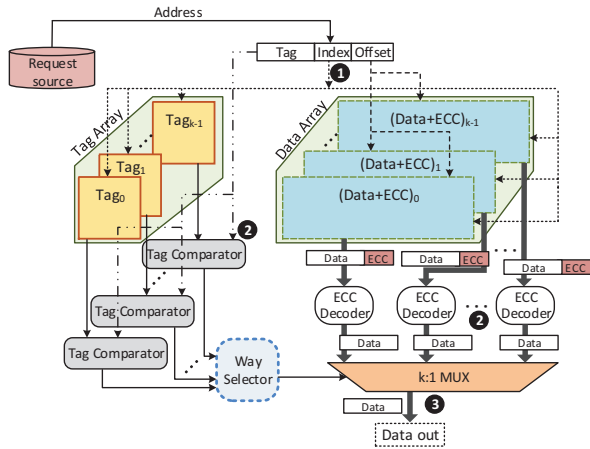 Address
Tag Index Offset
Request
source
1
Tag Array
Tag k-1
Tag1
Tag0
Data Array
(Data+ECC)k-1
(Data+ECC)1
(Data+ECC)0
2
Tag Comparator
Tag Comparator
Tag Comparator
Data ECC
Data ECC
Data ECC
ECC
Decoder
ECC
Decoder
ECC
Decoder
2
Data
Data
Data
Way
Selector
k:1 MUX
Data
3
Data out